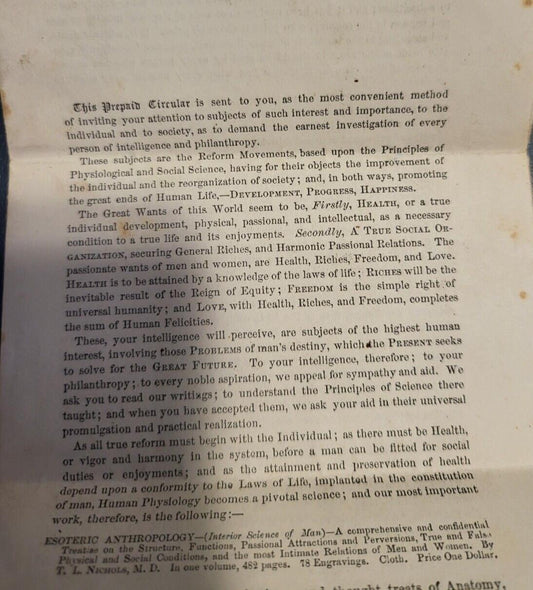 This Prepaid Circular is sent to you, as the most convenient method
of inviting your attention to subjects of such interest and importance, to the
individual and to society, as to demand the earnest investigation of every
person of intelligence and philanthropy.
These subjects are the Reform Movements, based upon the Principles of
Physiological and Social Science, having for their objects the improvement of
the individual and the reorganization of society; and, in both ways, promoting
the great ends of Human Life,—DEVELOPMENT, PROGRESS, HAPPINESS.
The Great Wants of this World seem to be, Firstly, HEALTH, or a true
individual development, physical, passional, and intellectual, as a necessary
condition to a true life and its enjoyments. Secondly, A TRUE SOCIAL OR-
GANIZATION, securing General Riches, and Harmonic Passional Relations. The
passionate wants of men and women, are Health, Riches, Freedom, and Love.
HEALTH is to be attained by a knowledge of the laws of life; RICHES will be the
inevitable result of the Reign of Equity; FREEDOM is the simple right of
universal humanity; and LOVE, with Health, Riches, and Freedom, completes
the sum of Human Felicities.
These, your intelligence will perceive, are subjects of the highest human
interest, involving those PROBLEMS of man's destiny, which the PRESENT seeks
to solve for the GREAT FUTURE. To your intelligence, therefore; to your
philanthropy; to every noble aspiration, we appeal for sympathy and aid. We
ask you to read our writings; to understand the Principles of Science there
taught; and when you have accepted them, we ask your aid in their universal
promulgation and practical realization.
As all true reform must begin with the Individual; as there must be Health,
or vigor and harmony in the system, before a man can be fitted for social
duties or enjoyments; and as the attainment and preservation of health
depend upon a conformity to the Laws of Life, implanted in the constitution
of man, Human Physiology becomes a pivotal science; and our most important
work, therefore, is the following:—
ESOTERIC ANTHROPOLOGY—(Interior Science of Man)—A comprehensive and confidential
Treatise on the Structure, Functions, Passional Attractions and Perversions, True and False
Physical and Social Conditions, and the most Intimate Relations of Men and Women. By
T. L. NICHOLS, M. D. In one volume, 482 pages. 78 Engravings. Cloth. Price One Dollar.
thought treats of Anatomy,